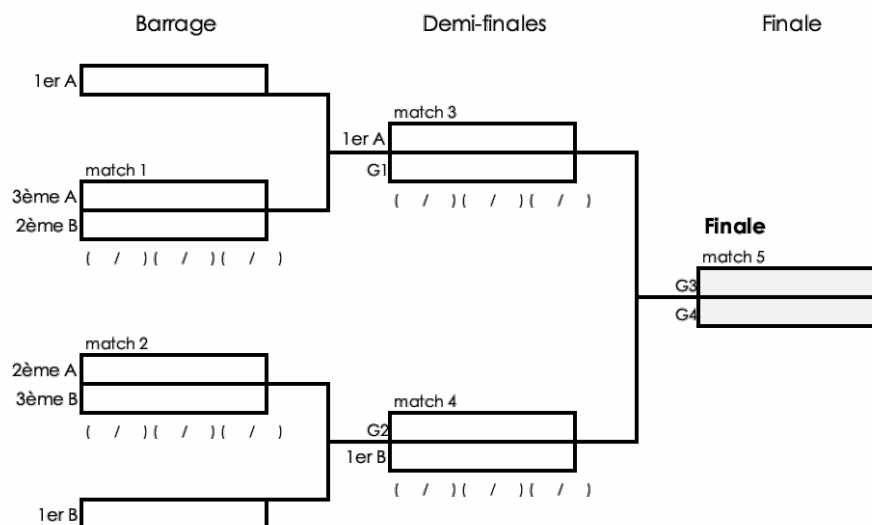 Barrage Demi-finales Finale
1er A
match 3
1er A
G1
( / ) ( / ) ( / )
match 1
3ème A
2ème B
( / ) ( / ) ( / )
Finale
match 5
G3
G4
match 2
2ème A
3ème B
( / ) ( / ) ( / )
match 4
G2
1er B
( / ) ( / ) ( / )
1er B